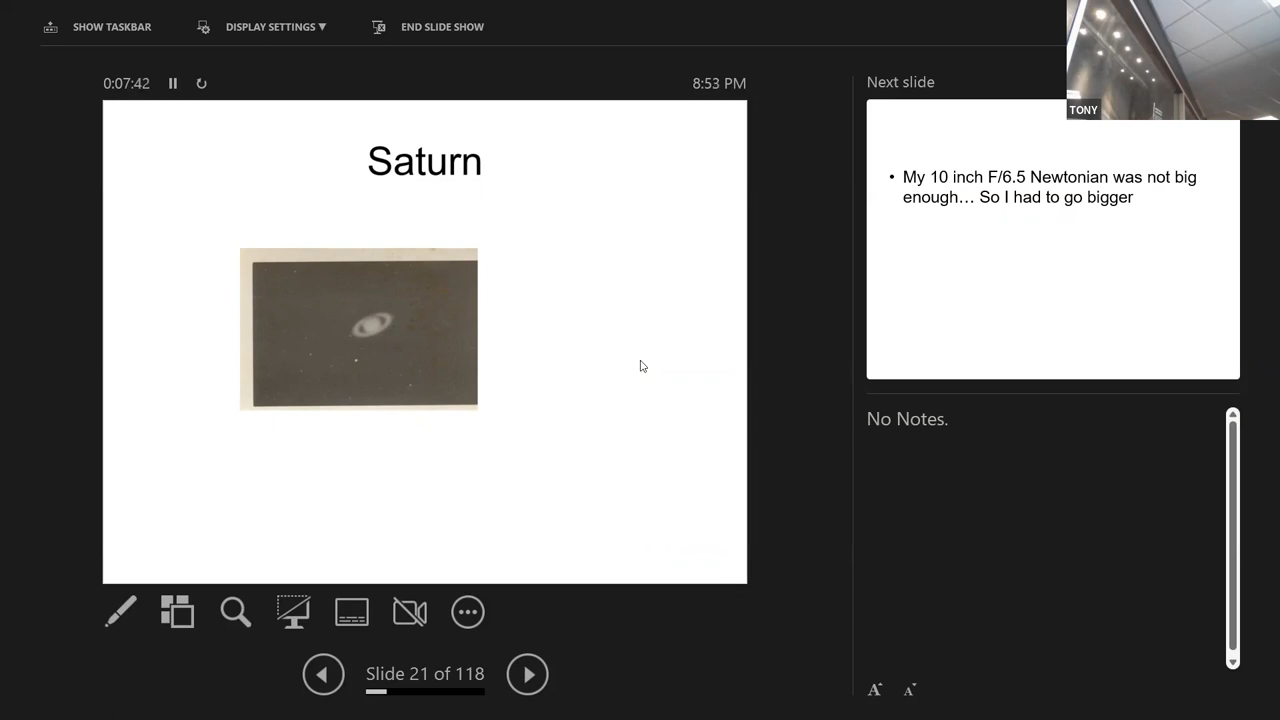 SHOW TASKBAR
DISPLAY SETTINGS ▼
END SLIDE SHOW
0:07:42
8:53 PM
Saturn
Next slide
TONY
• My 10 inch F/6.5 Newtonian was not big
enough… So I had to go bigger
No Notes.
Slide 21 of 118
A A